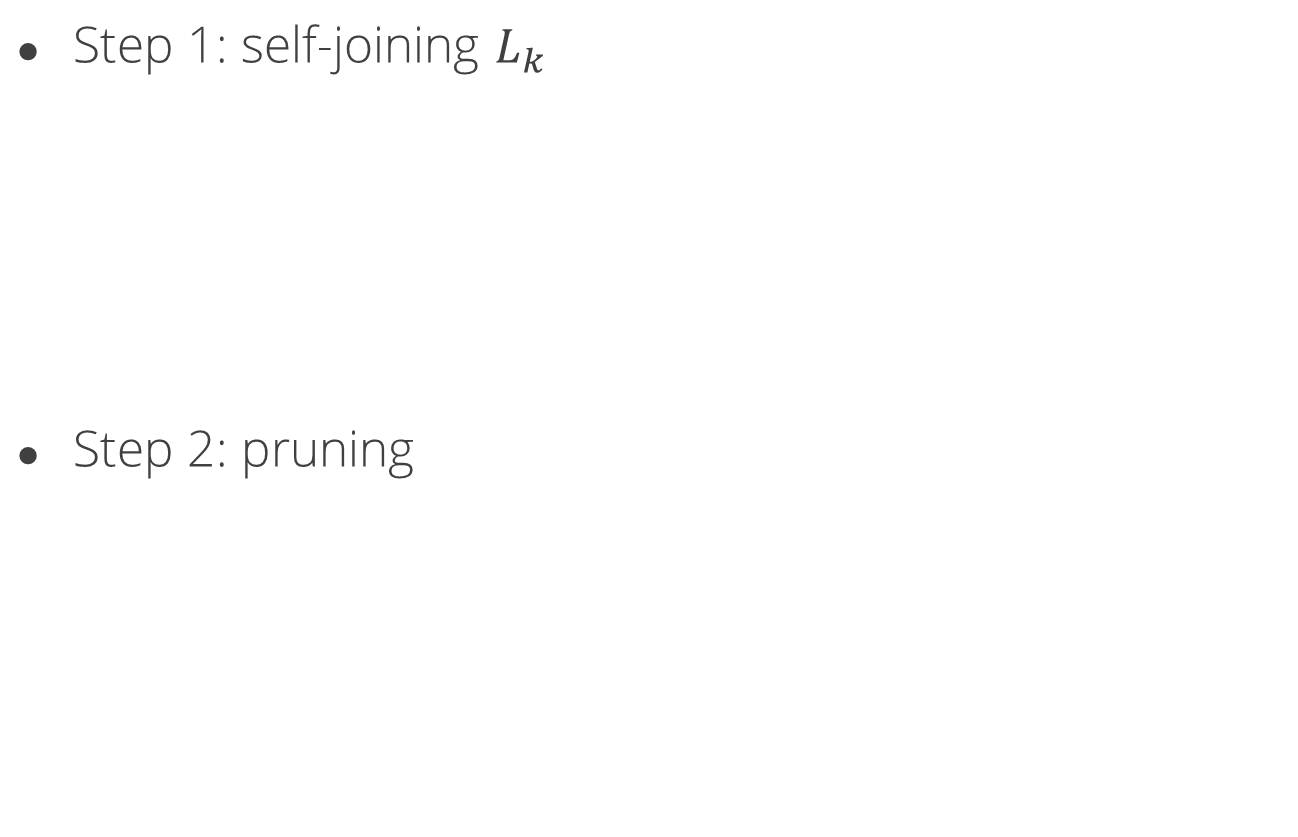 • Step 1: self-joining $L_k$
• Step 2: pruning